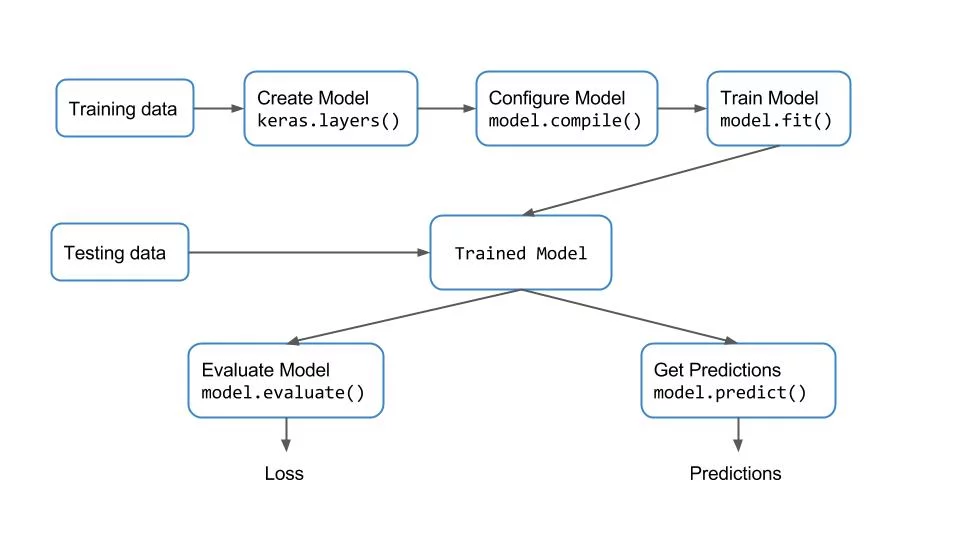 Training data
Create Model
keras.layers()
Configure Model
model.compile()
Train Model
model.fit()
Testing data
Trained Model
Evaluate Model
model.evaluate()
Get Predictions
model.predict()
Loss
Predictions